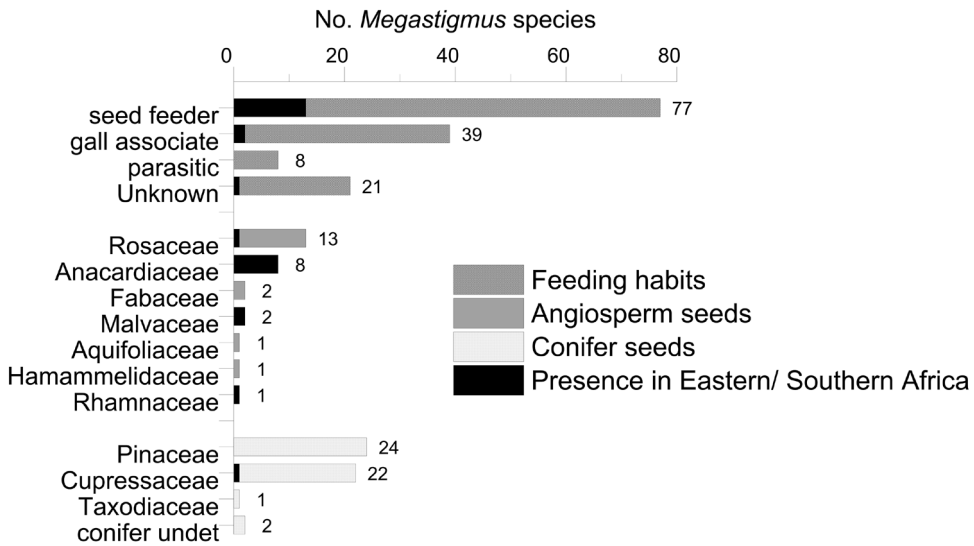 No. Megastigmus species
0 20 40 60 80
seed feeder 77
gall associate 39
parasitic 8
Unknown 21
Rosaceae 13
Anacardiaceae 8
Fabaceae 2
Malvaceae 2
Aquifoliaceae 1
Hamammelidaceae 1
Rhamnaceae 1
Pinaceae 24
Cupressaceae 22
Taxodiaceae 1
conifer undet 2
Feeding habits
Angiosperm seeds
Conifer seeds
Presence in Eastern/ Southern Africa